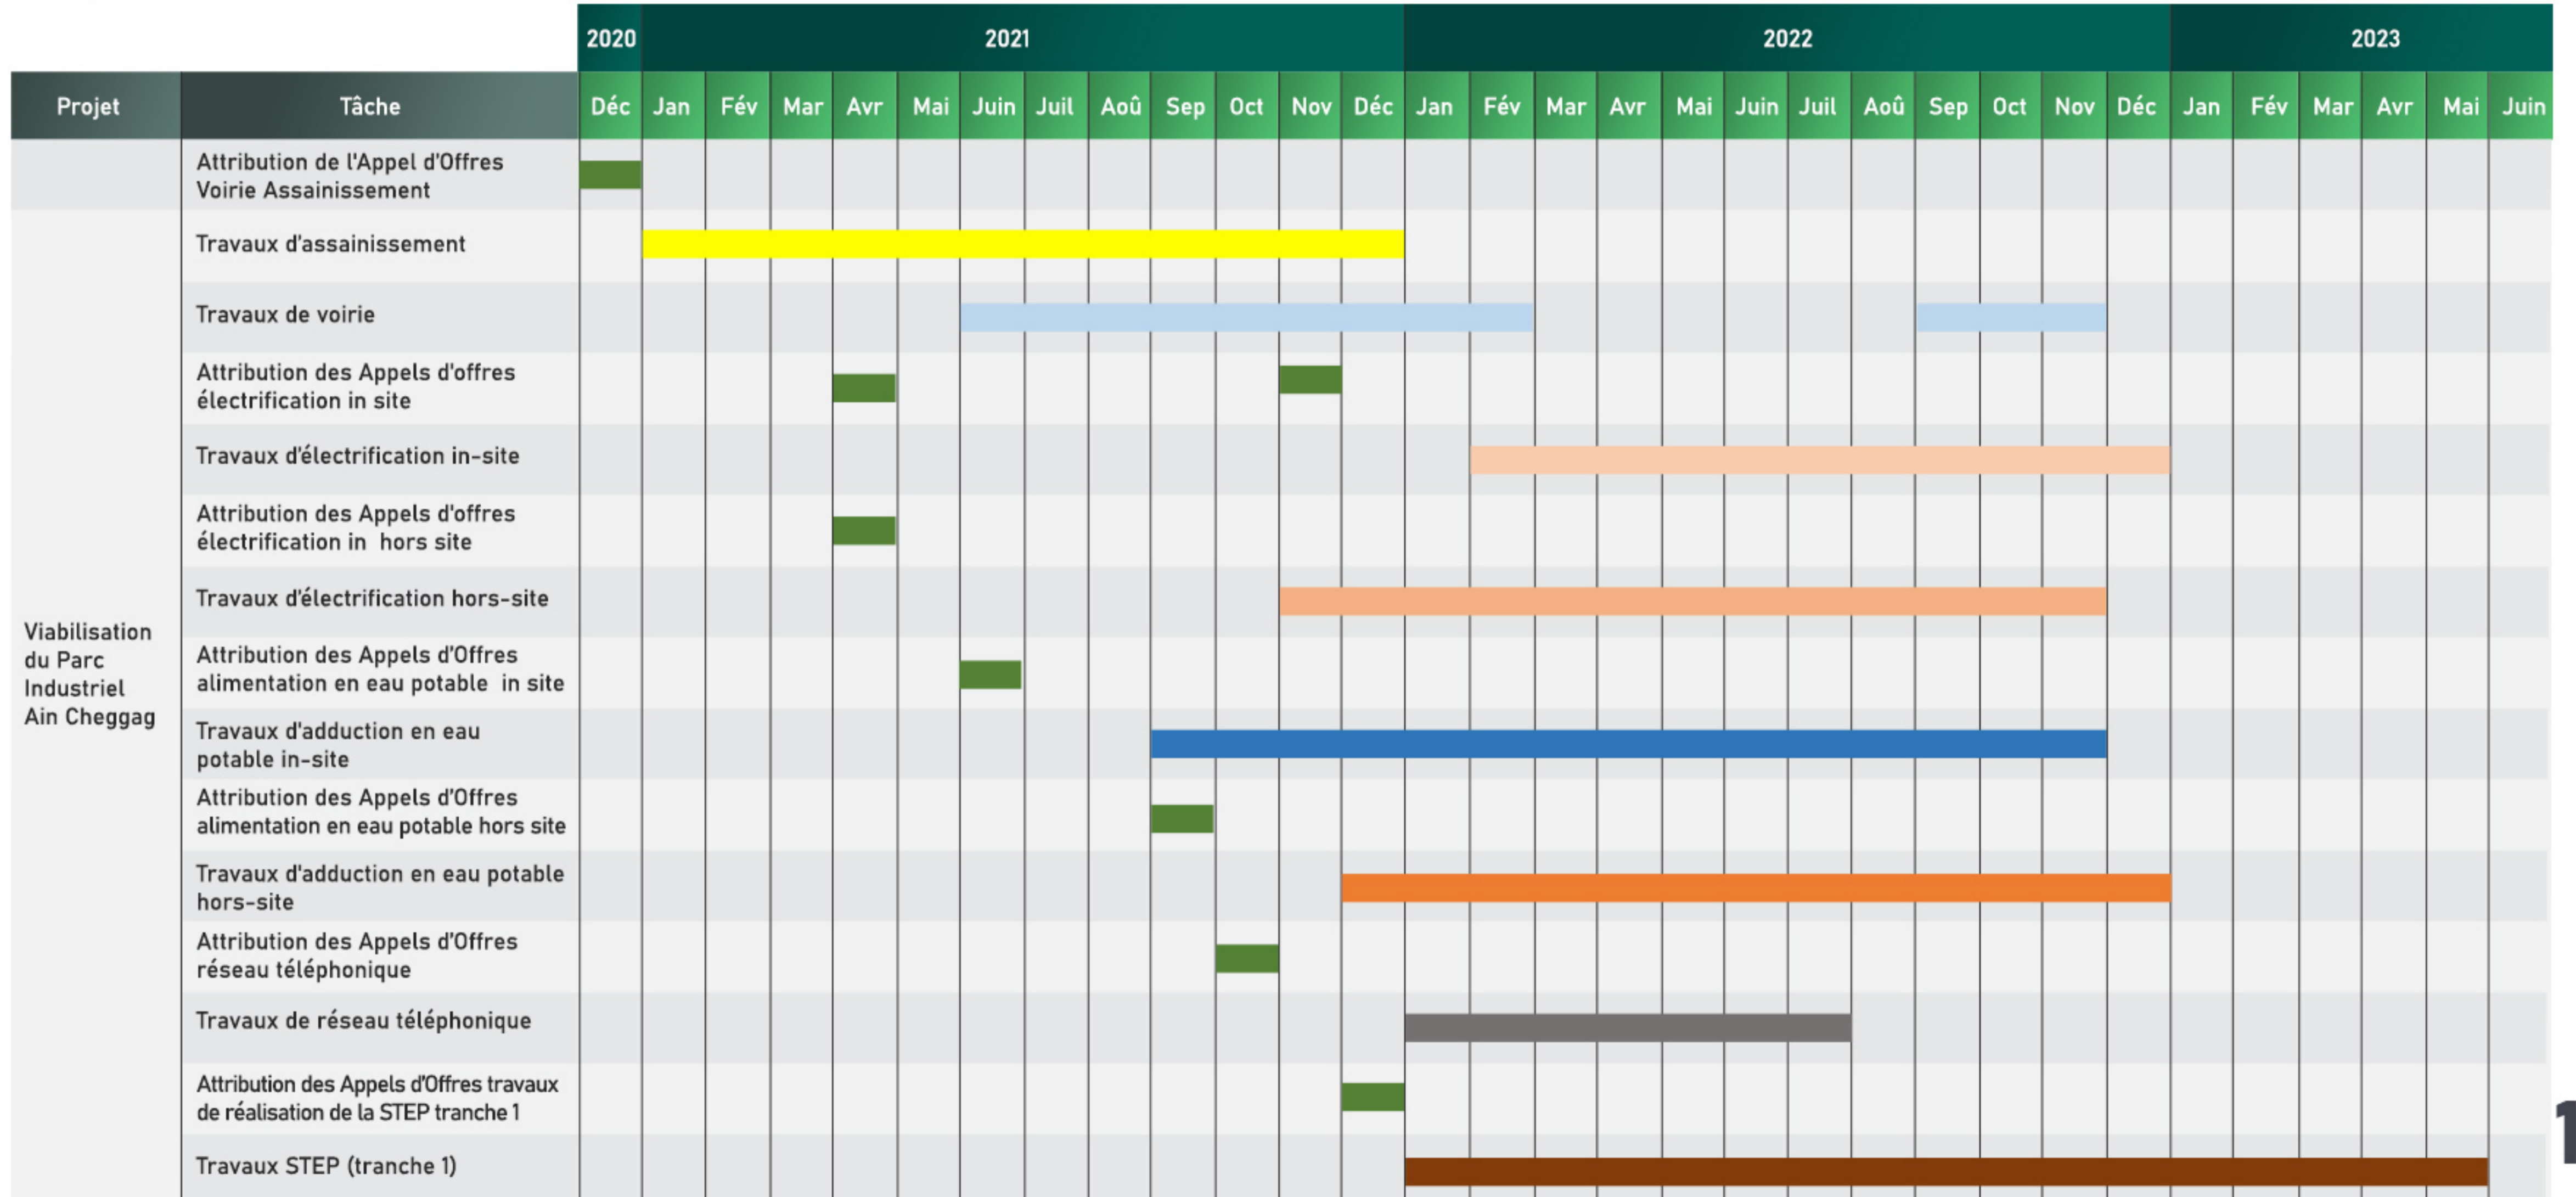 2020 2021 2022 2023
Projet Tâche Déc Jan Fév Mar Avr Mai Juin Juil Aoû Sep Oct Nov Déc Jan Fév Mar Avr Mai Juin Juil Aoû Sep Oct Nov Déc Jan Fév Mar Avr Mai Juin
Attribution de l'Appel d'Offres
Voirie Assainissement
Travaux d'assainissement
Travaux de voirie
Attribution des Appels d'offres
électrification in site
Travaux d'électrification in-site
Attribution des Appels d'offres
électrification in hors site
Travaux d'électrification hors-site
Viabilisation
du Parc
Industriel
Ain Cheggag
Attribution des Appels d'Offres
alimentation en eau potable in site
Travaux d'adduction en eau
potable in-site
Attribution des Appels d'Offres
alimentation en eau potable hors site
Travaux d'adduction en eau potable
hors-site
Attribution des Appels d'Offres
réseau téléphonique
Travaux de réseau téléphonique
Attribution des Appels d'Offres travaux
de réalisation de la STEP tranche 1
Travaux STEP (tranche 1)